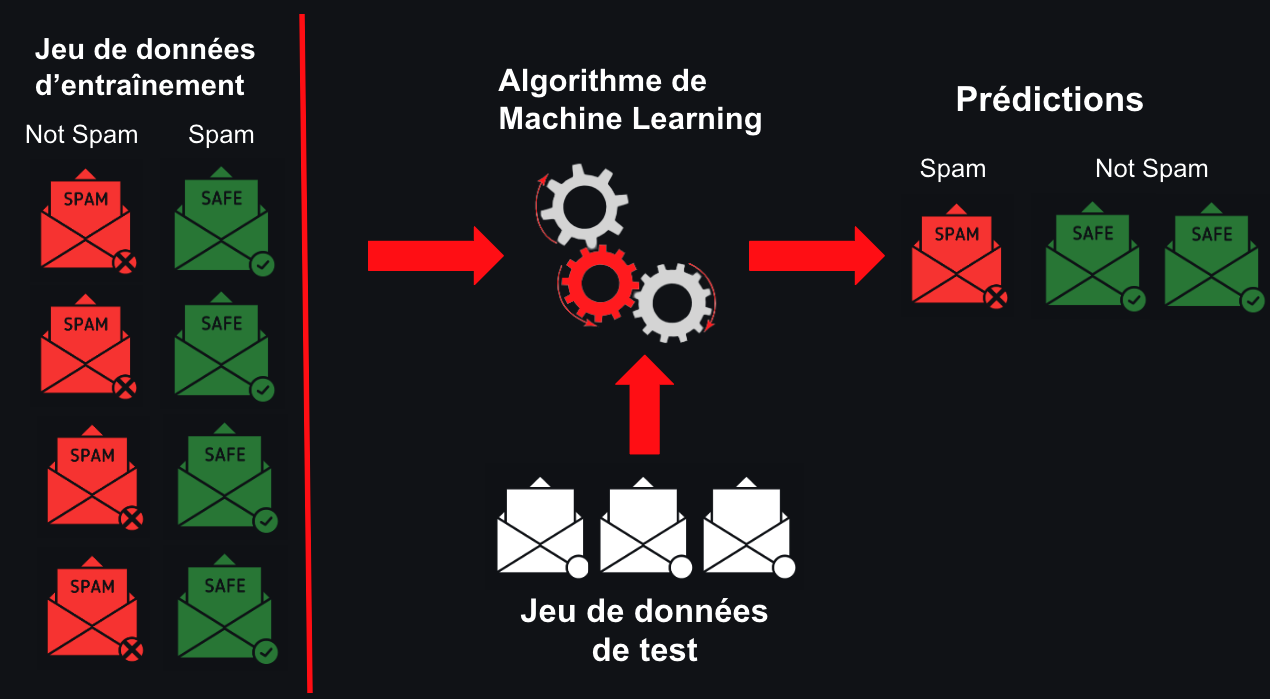 Jeu de données
d’entraînement
Not Spam
Spam
SPAM
SAFE
SPAM
SAFE
SPAM
SAFE
SPAM
SAFE
Algorithme de
Machine Learning
Jeu de données
de test
Prédictions
Spam
Not Spam
SPAM
SAFE
SAFE